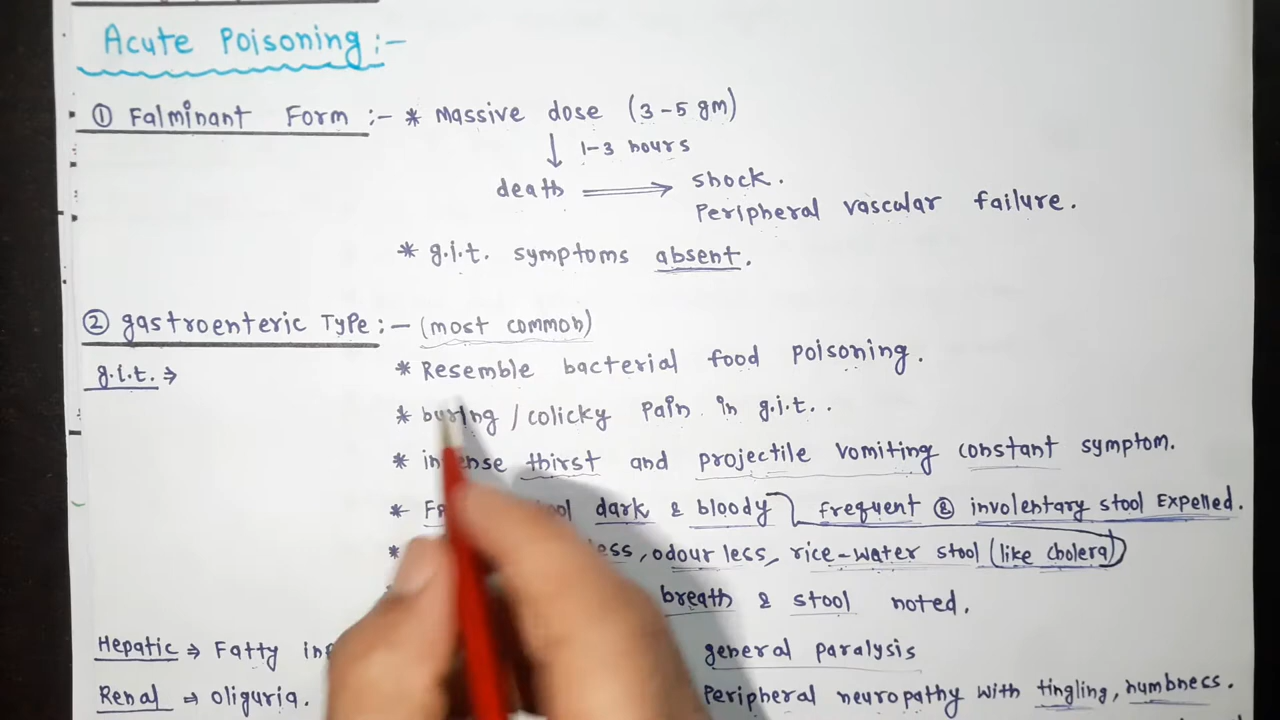 Acute Poisoning :-
① Falminant Form :- * Massive dose (3-5 gm)
↓ 1-3 hours
death ⟹ shock.
Peripheral vascular failure.
* g.i.t. symptoms absent.
② gastroenteric Type :- (most common)
g.i.t. ⇒ * Resemble bacterial food poisoning.
* buring / colicky pain in g.i.t..
* intense thirst and projectile vomiting constant symptom.
* dark & bloody frequent & involentary stool Expelled.
* odour less, rice-water stool (like cholera)
breath & stool noted.
Hepatic ⇒ Fatty general paralysis
Renal ⇒ oliguria. Peripheral neuropathy with tingling, numbness.